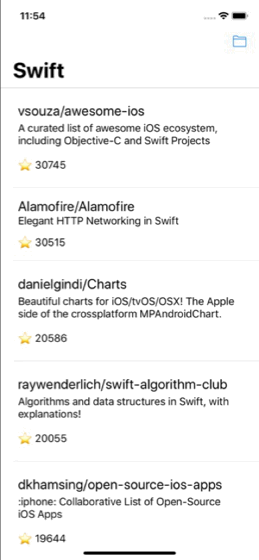 11:54
Swift
vsouza/awesome-ios
A curated list of awesome iOS ecosystem,
including Objective-C and Swift Projects
30745
Alamofire/Alamofire
Elegant HTTP Networking in Swift
30515
danielgindi/Charts
Beautiful charts for iOS/tvOS/OSX! The Apple
side of the crossplatform MPAndroidChart.
20586
raywenderlich/swift-algorithm-club
Algorithms and data structures in Swift, with
explanations!
20055
dkhamsing/open-source-ios-apps
:iphone: Collaborative List of Open-Source
iOS Apps
19644